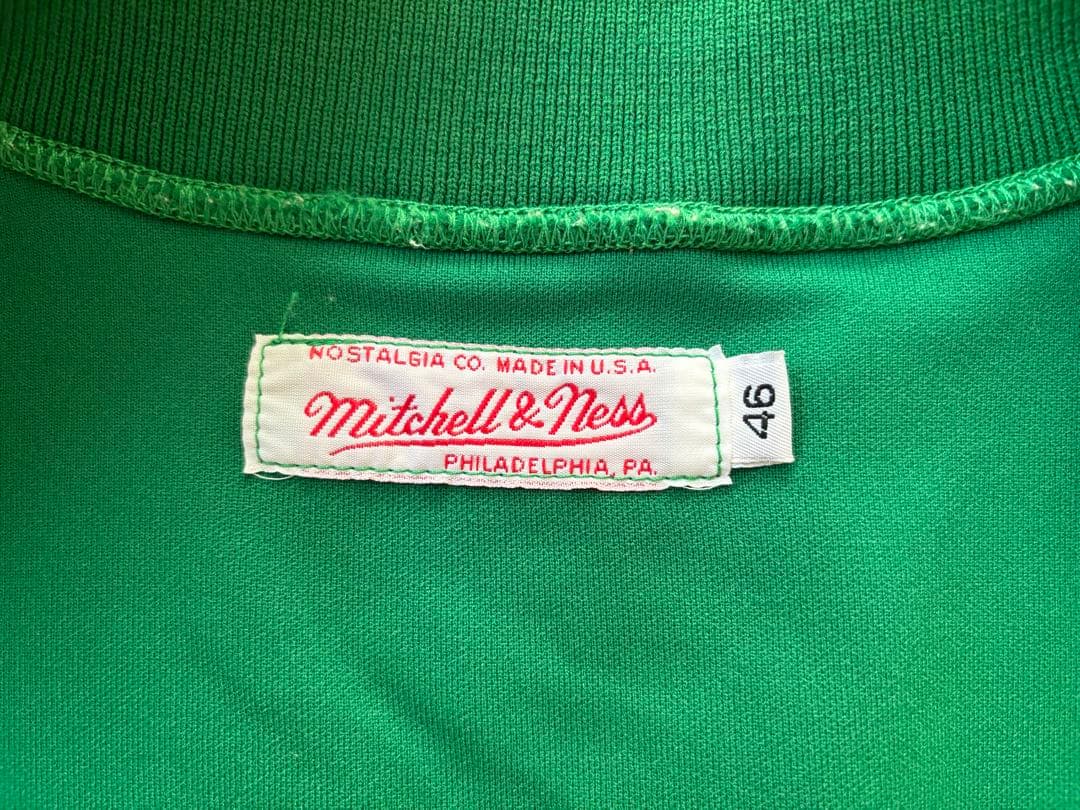 NOSTALGIA CO. MADE IN U.S.A.
Mitchell & Ness
PHILADELPHIA, PA.
46